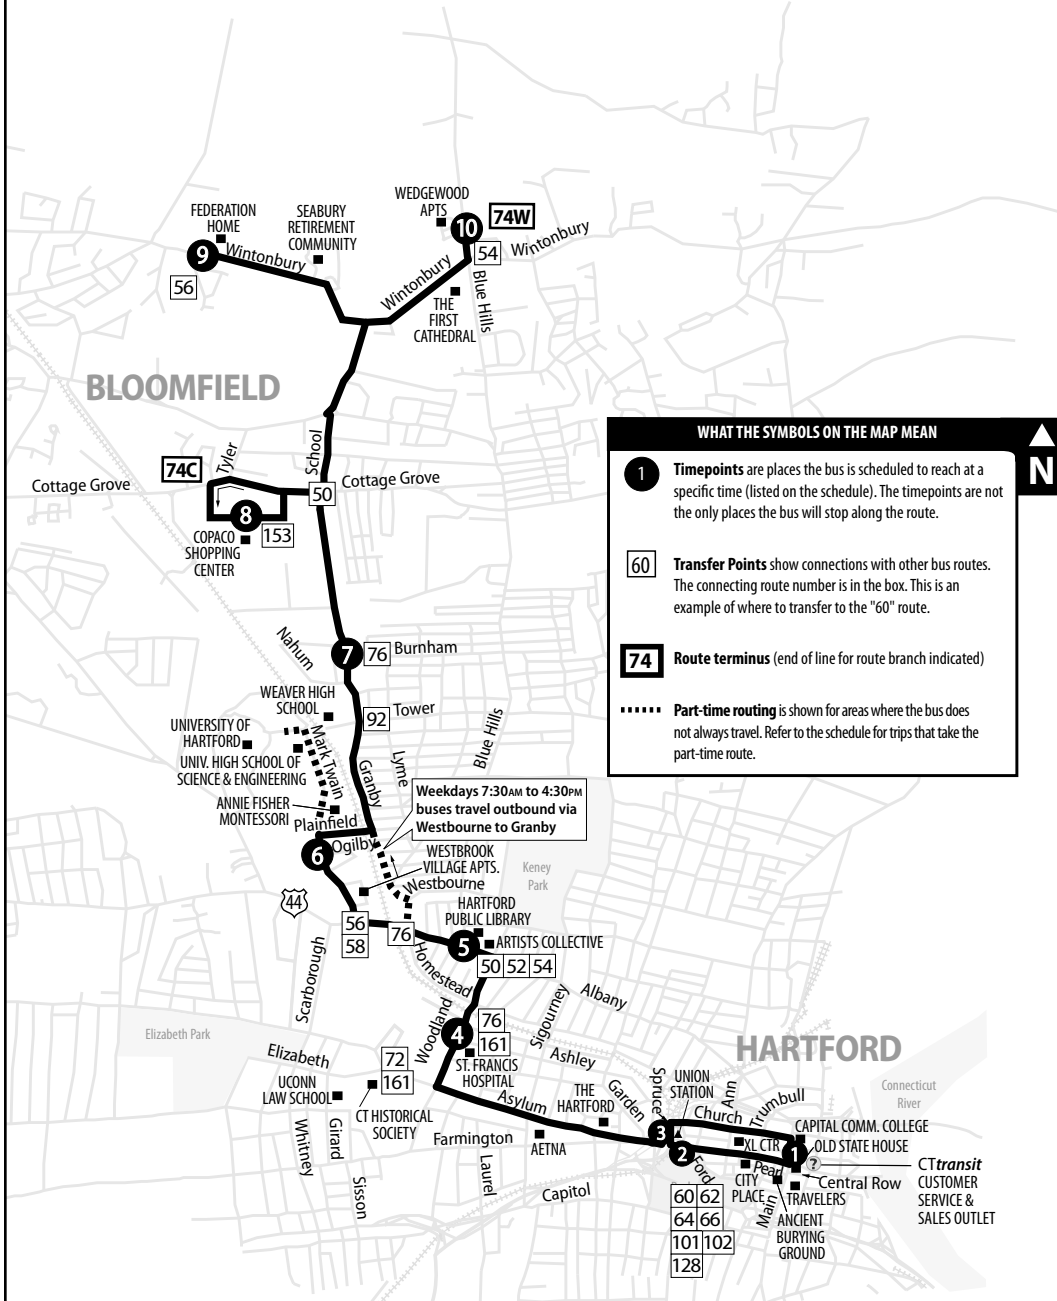 WEDGEWOOD
APTS
74W
10
FEDERATION
HOME
SEABURY
RETIREMENT
COMMUNITY
9
Wintonbury
54
Wintonbury
Wintonbury
56
Blue Hills
THE
FIRST
CATHEDRAL
BLOOMFIELD
74C
Tyler
School
Cottage Grove
50
Cottage Grove
8
153
COPACO
SHOPPING
CENTER
WHAT THE SYMBOLS ON THE MAP MEAN
N
1
Timepoints are places the bus is scheduled to reach at a
specific time (listed on the schedule). The timepoints are not
the only places the bus will stop along the route.
60
Transfer Points show connections with other bus routes.
The connecting route number is in the box. This is an
example of where to transfer to the "60" route.
74
Route terminus (end of line for route branch indicated)
Part-time routing is shown for areas where the bus does
not always travel. Refer to the schedule for trips that take the
part-time route.
Nahum
7
76
Burnham
WEAVER HIGH
SCHOOL
92
Tower
UNIVERSITY OF
HARTFORD
UNIV. HIGH SCHOOL OF
SCIENCE & ENGINEERING
Mark Twain
Granby
Lyme
Blue Hills
ANNIE FISHER
MONTESSORI
Plainfield
Weekdays 7:30AM to 4:30PM
buses travel outbound via
Westbourne to Granby
6
Ogilby
WESTBROOK
VILLAGE APTS.
Westbourne
Keney
Park
44
HARTFORD
PUBLIC LIBRARY
56
58
76
5
ARTISTS COLLECTIVE
50
52
54
Scarborough
Homestead
Albany
Sigourney
Woodland
4
76
161
ST. FRANCIS
HOSPITAL
Elizabeth Park
Elizabeth
72
161
CT HISTORICAL
SOCIETY
UCONN
LAW SCHOOL
Ashley
HARTFORD
Connecticut
River
Asylum
THE
HARTFORD
Garden
Spruce
UNION
STATION
Ann
Church
Trumbull
CAPITAL COMM. COLLEGE
OLD STATE HOUSE
Whitney
Girard
Farmington
AETNA
3
2
XL CTR
1
?
CTtransit
CUSTOMER
SERVICE &
SALES OUTLET
Sisson
Laurel
Capitol
Ford
Pearl
CITY
PLACE
Central Row
TRAVELERS
Main
ANCIENT
BURYING
GROUND
60
62
64
66
101
102
128